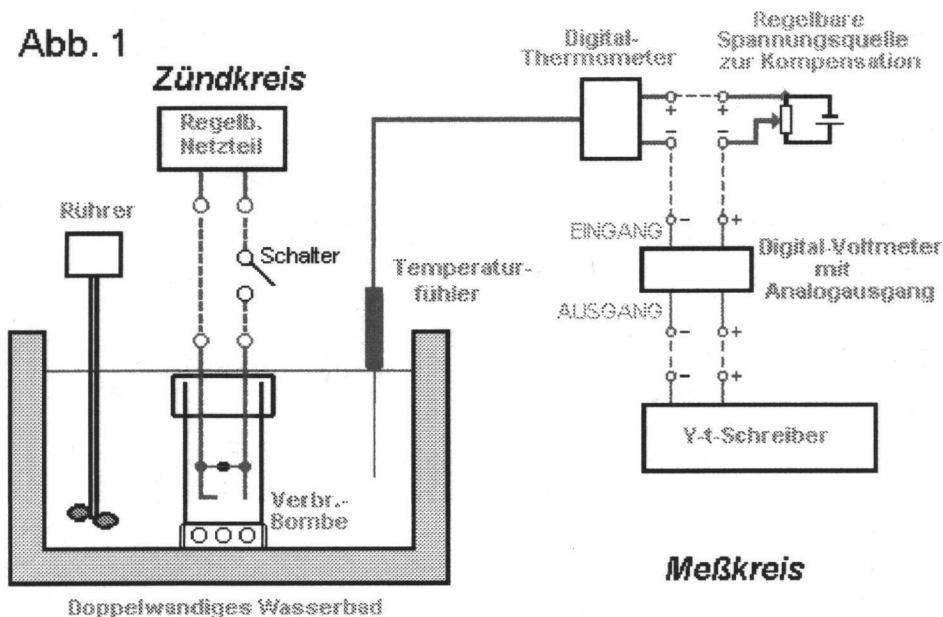 Abb. 1
Zündkreis
Regelb.
Netzteil
Rührer
Schalter
Temperatur-
fühler
Verbr.-
Bombe
Doppelwandiges Wasserbad
Digital-
Thermometer
Regelbare
Spannungsquelle
zur Kompensation
+ +
− −
EINGANG
- +
Digital-Voltmeter
mit
Analogausgang
AUSGANG
- +
- +
Y-t-Schreiber
Meßkreis